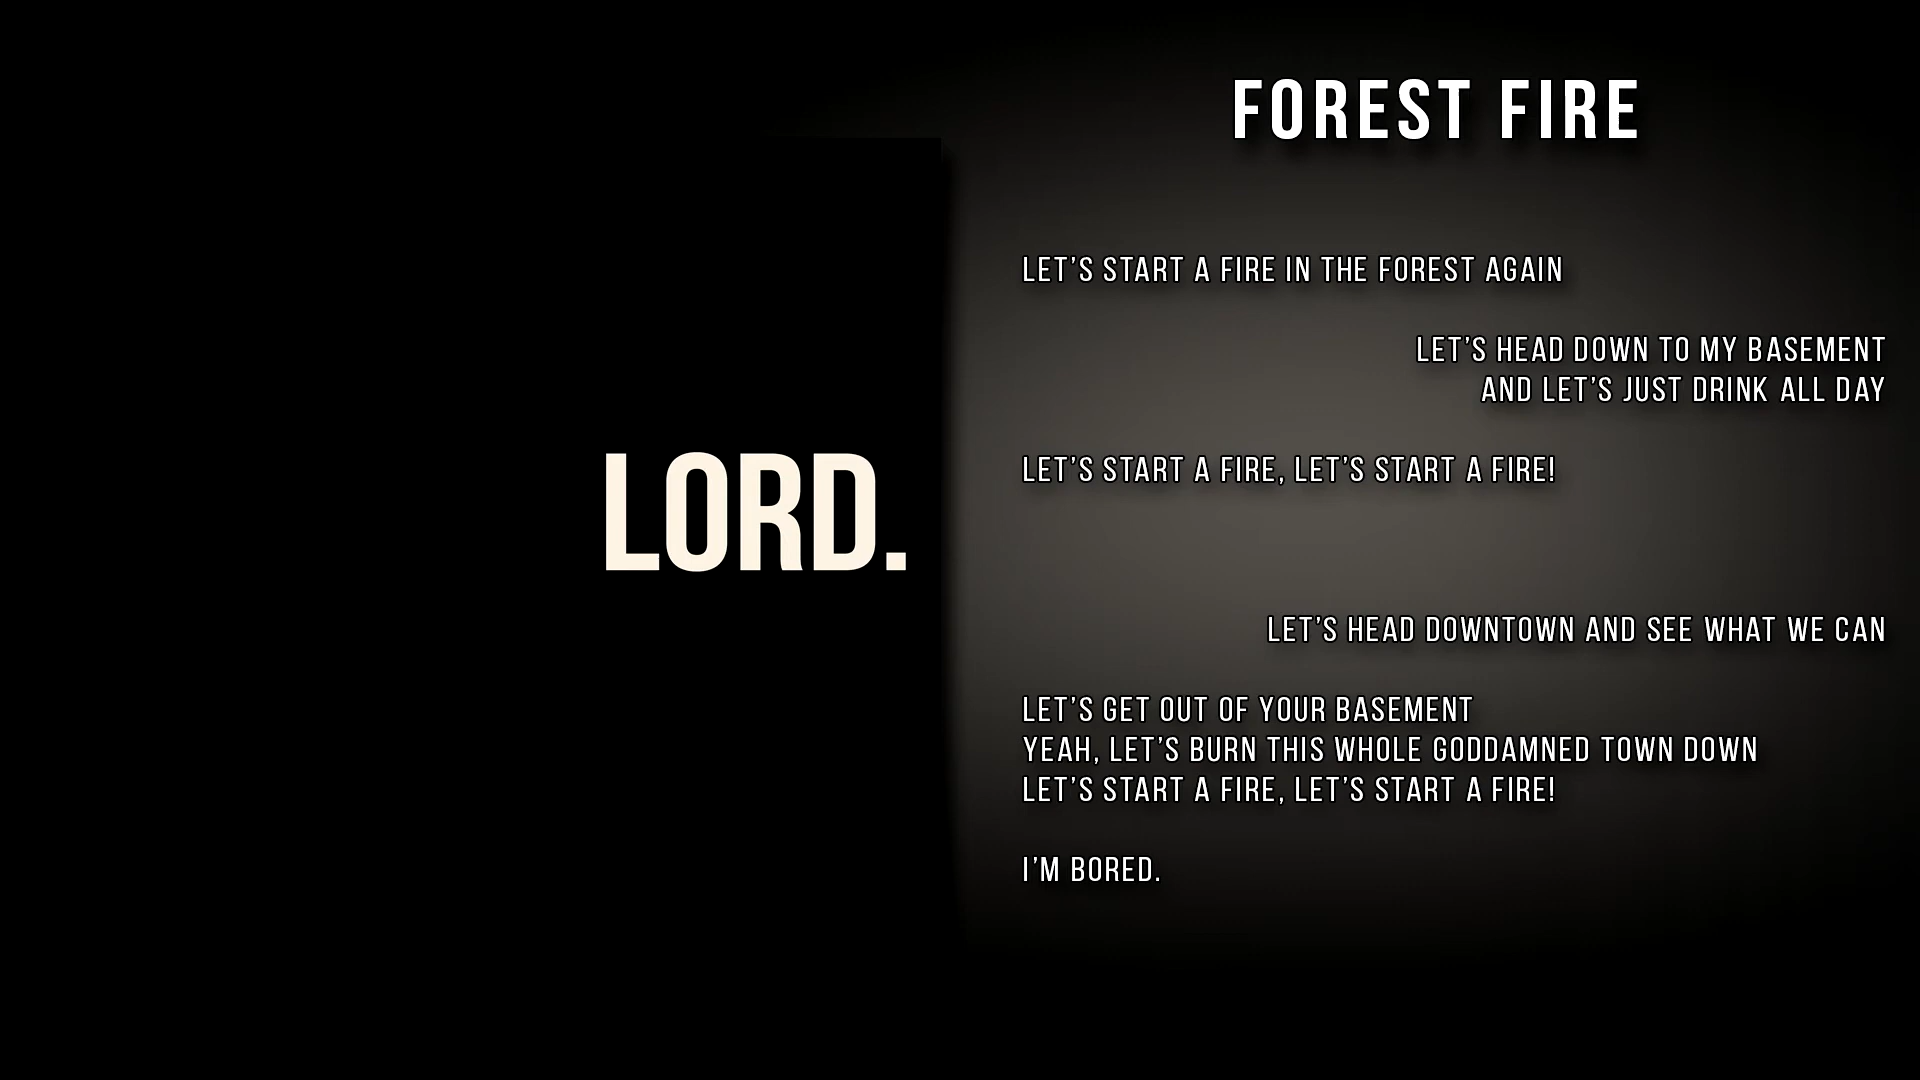 FOREST FIRE
LET’S START A FIRE IN THE FOREST AGAIN
LET’S HEAD DOWN TO MY BASEMENT
AND LET’S JUST DRINK ALL DAY
LET’S START A FIRE, LET’S START A FIRE!
LORD.
LET’S HEAD DOWNTOWN AND SEE WHAT WE CAN
LET’S GET OUT OF YOUR BASEMENT
YEAH, LET’S BURN THIS WHOLE GODDAMNED TOWN DOWN
LET’S START A FIRE, LET’S START A FIRE!
I’M BORED.